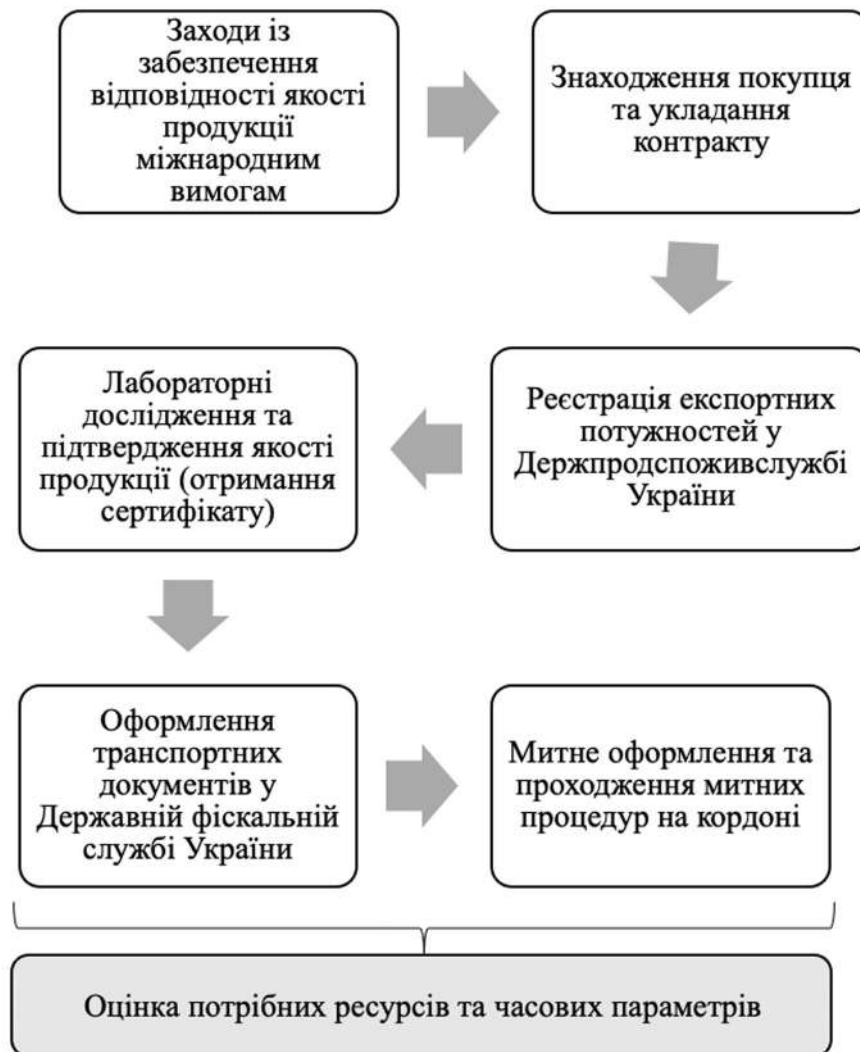 Заходи із
забезпечення
відповідності якості
продукції
міжнародним
вимогам
Знаходження покупця
та укладання
контракту
Реєстрація експортних
потужностей у
Держпродспоживслужбі
України
Лабораторні
дослідження та
підтвердження якості
продукції (отримання
сертифікату)
Оформлення
транспортних
документів у
Державній фіскальній
службі України
Митне оформлення та
проходження митних
процедур на кордоні
Оцінка потрібних ресурсів та часових параметрів